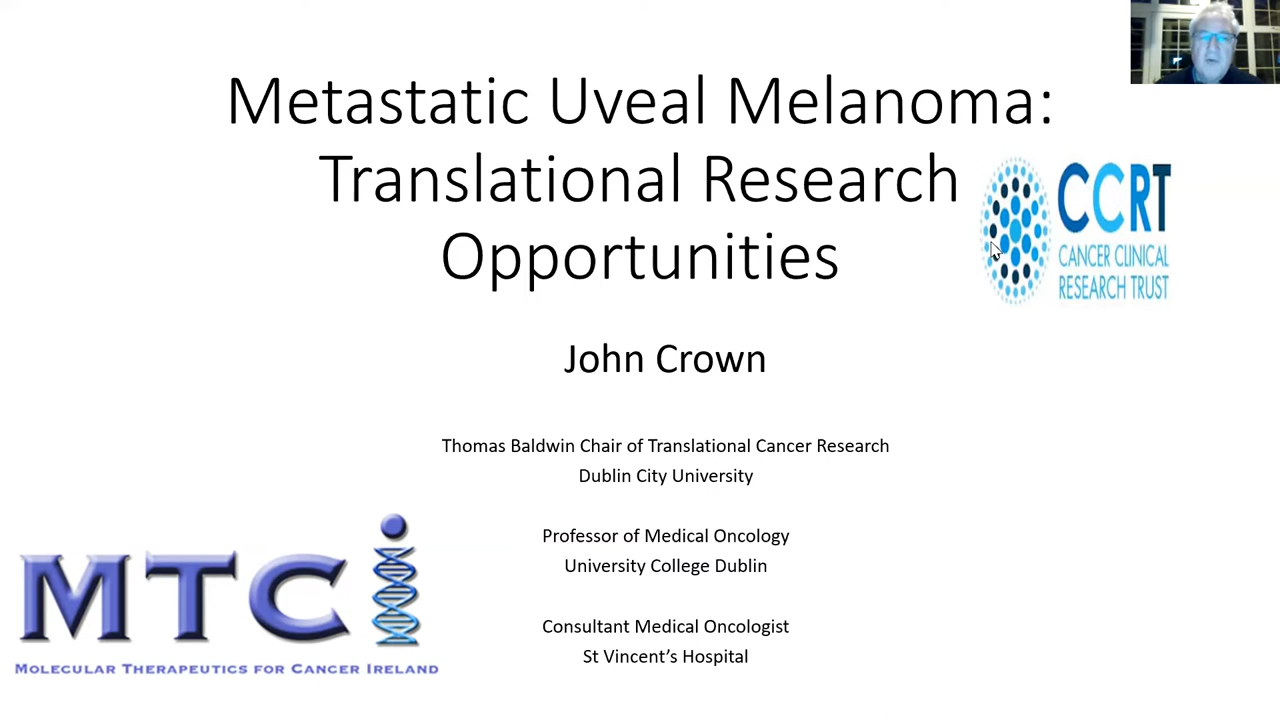 Metastatic Uveal Melanoma:
Translational Research
Opportunities
CCRT
CANCER CLINICAL
RESEARCH TRUST
John Crown
Thomas Baldwin Chair of Translational Cancer Research
Dublin City University
Professor of Medical Oncology
University College Dublin
Consultant Medical Oncologist
St Vincent's Hospital
MTCi
MOLECULAR THERAPEUTICS FOR CANCER IRELAND